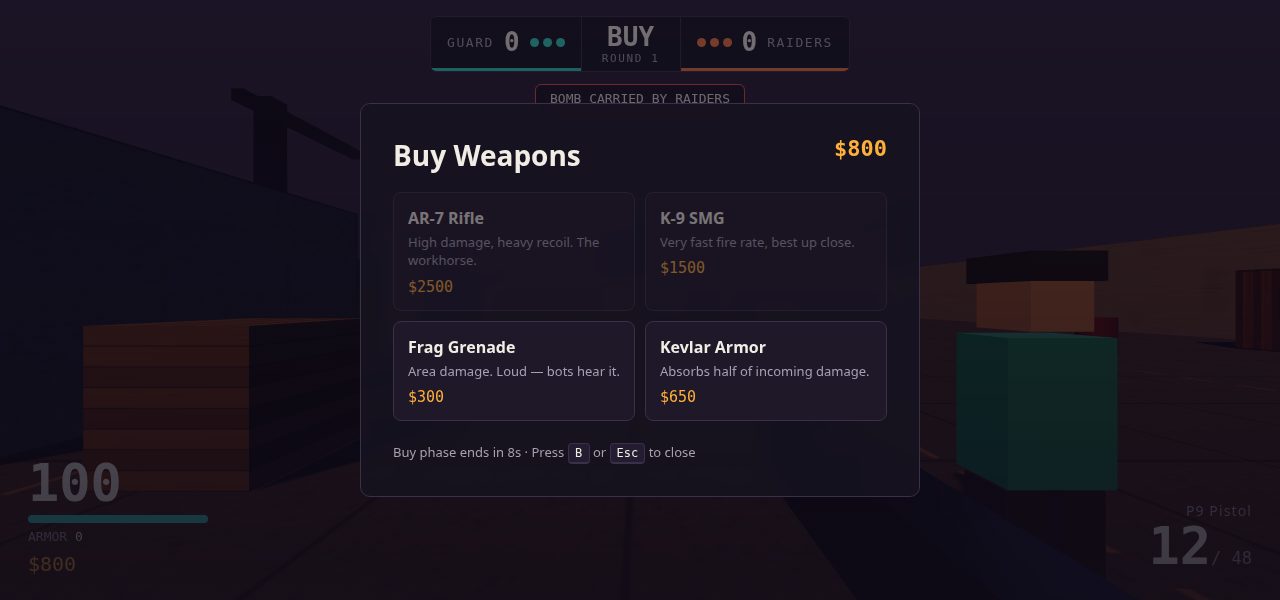 GUARD 0
BUY
ROUND 1
0 RAIDERS
BOMB CARRIED BY RAIDERS
Buy Weapons
$800
AR-7 Rifle
High damage, heavy recoil. The
workhorse.
$2500
K-9 SMG
Very fast fire rate, best up close.
$1500
Frag Grenade
Area damage. Loud — bots hear it.
$300
Kevlar Armor
Absorbs half of incoming damage.
$650
Buy phase ends in 8s · Press B or Esc to close
100
ARMOR 0
$800
P9 Pistol
12 / 48